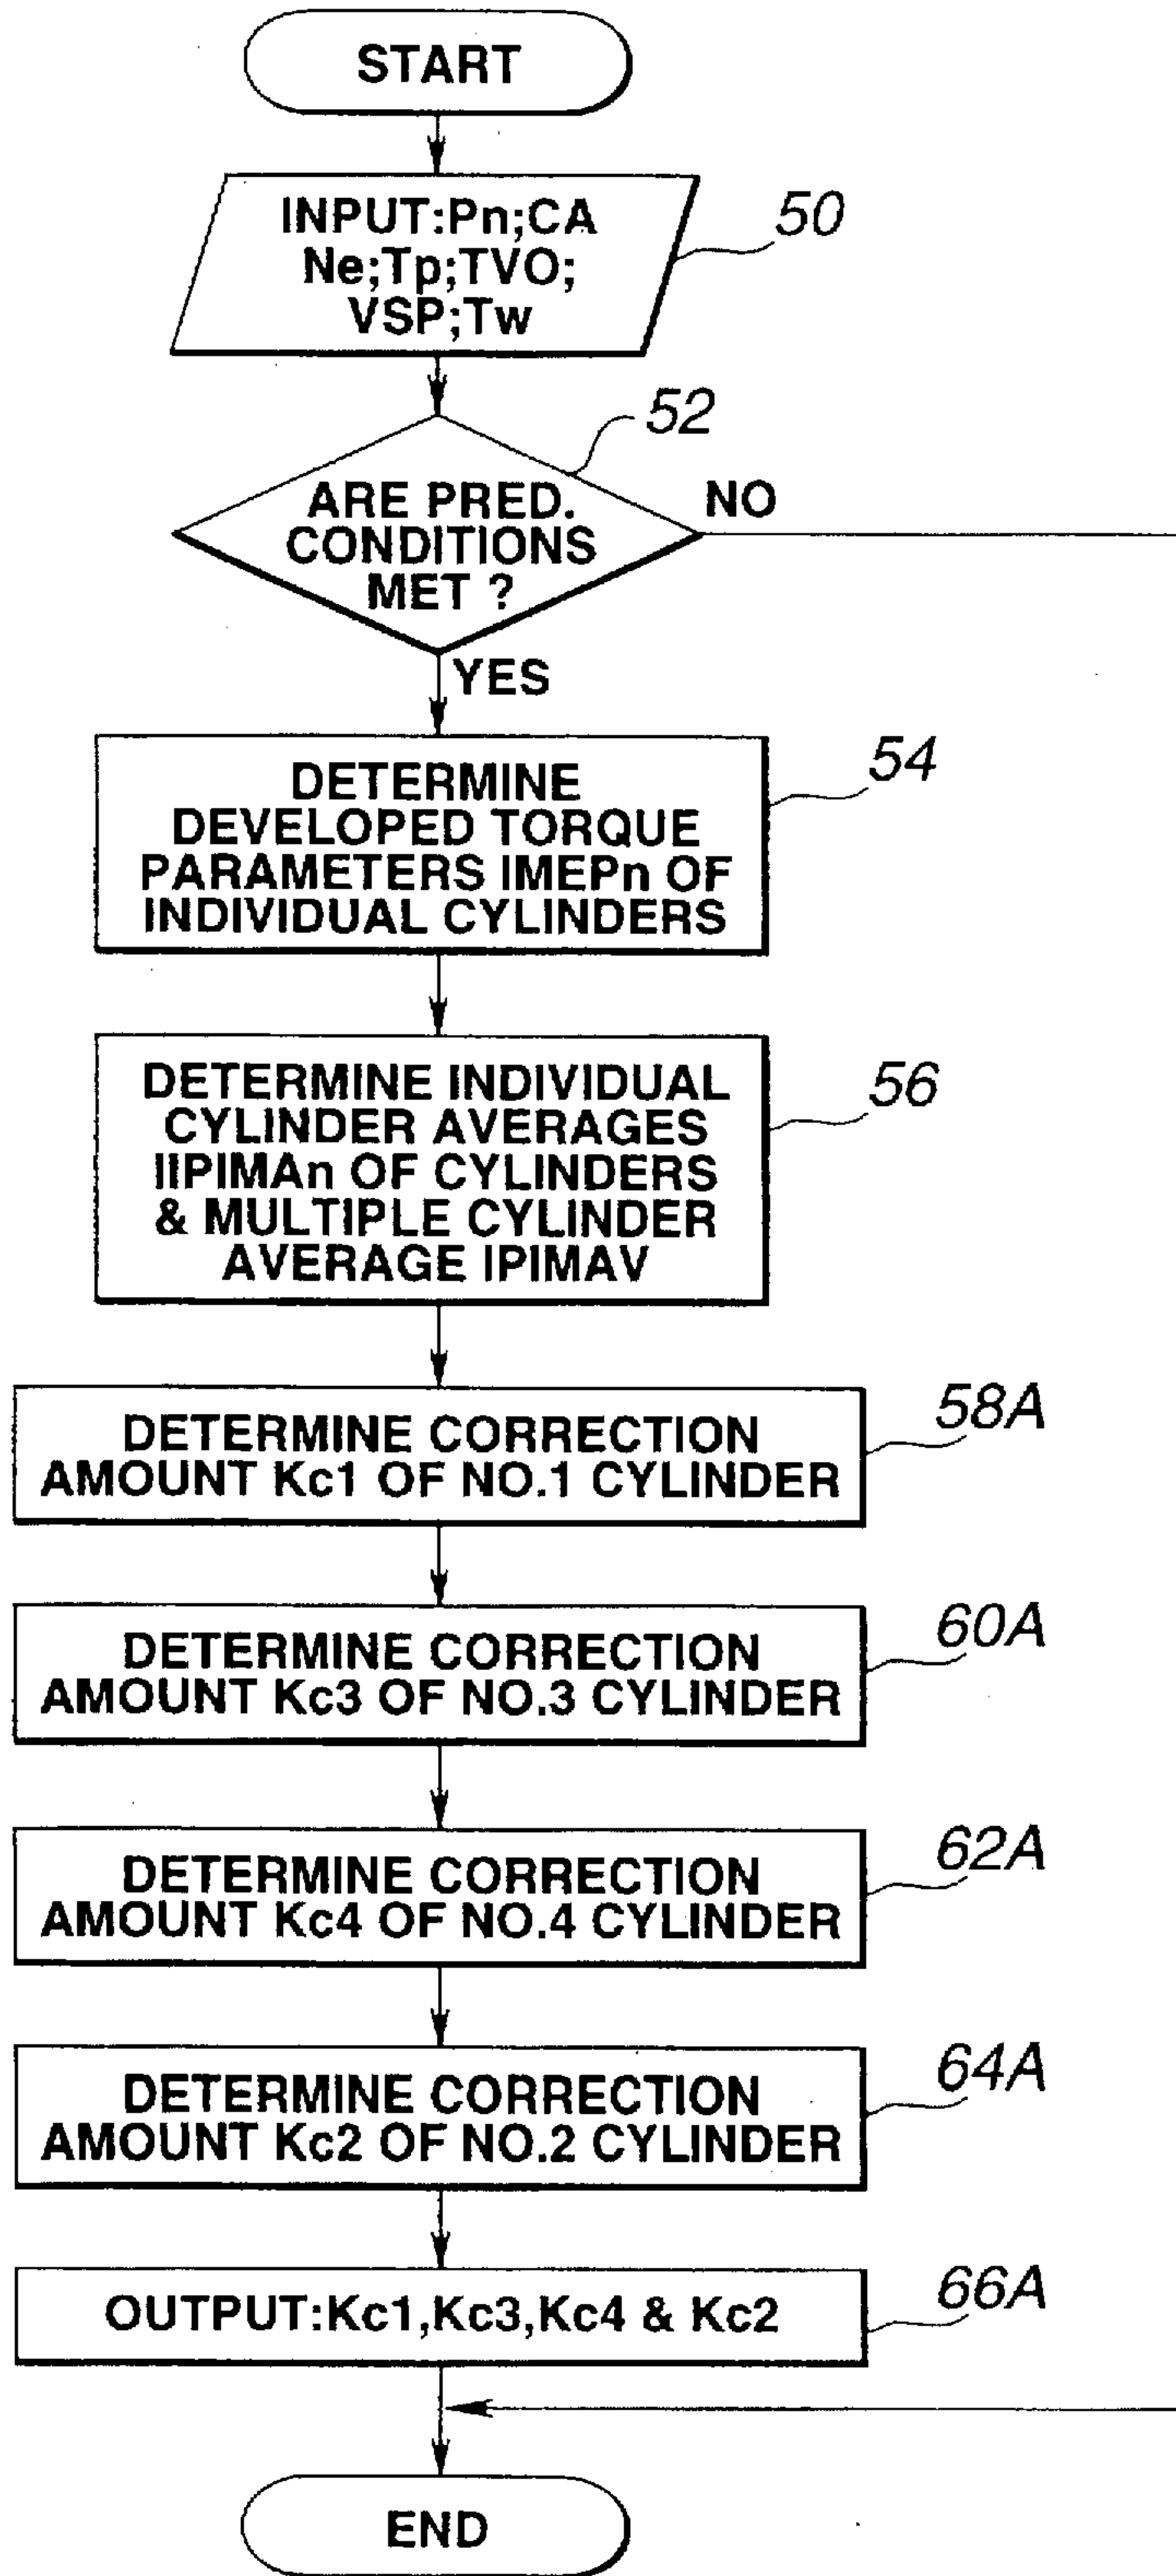 START
INPUT:Pn;CA
Ne;Tp;TVO;
VSP;Tw
50
52
ARE PRED.
CONDITIONS
MET ?
NO
YES
DETERMINE
DEVELOPED TORQUE
PARAMETERS IMEPn OF
INDIVIDUAL CYLINDERS
54
DETERMINE INDIVIDUAL
CYLINDER AVERAGES
IIPIMAn OF CYLINDERS
& MULTIPLE CYLINDER
AVERAGE IPIMAV
56
DETERMINE CORRECTION
AMOUNT Kc1 OF NO.1 CYLINDER
58A
DETERMINE CORRECTION
AMOUNT Kc3 OF NO.3 CYLINDER
60A
DETERMINE CORRECTION
AMOUNT Kc4 OF NO.4 CYLINDER
62A
DETERMINE CORRECTION
AMOUNT Kc2 OF NO.2 CYLINDER
64A
OUTPUT:Kc1,Kc3,Kc4 & Kc2
66A
END